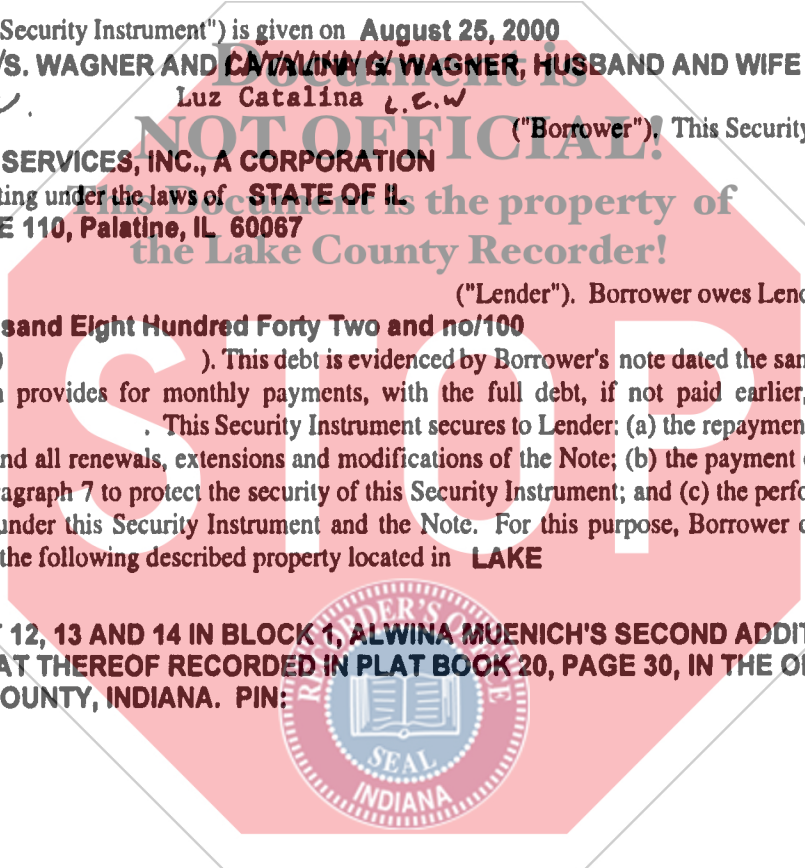 Security Instrument") is given on August 25, 2000
S. WAGNER AND CATALINA G. WAGNER, HUSBAND AND WIFE
Luz Catalina L.C.W
("Borrower"). This Security
SERVICES, INC., A CORPORATION
ting under the laws of STATE OF IL
E 110, Palatine, IL 60067
Document is
NOT OFFICIAL!
This Document is the property of
the Lake County Recorder!
("Lender"). Borrower owes Lend
sand Eight Hundred Forty Two and no/100
). This debt is evidenced by Borrower's note dated the sam
provides for monthly payments, with the full debt, if not paid earlier,
. This Security Instrument secures to Lender: (a) the repaymen
nd all renewals, extensions and modifications of the Note; (b) the payment
agraph 7 to protect the security of this Security Instrument; and (c) the perfo
under this Security Instrument and the Note. For this purpose, Borrower
the following described property located in LAKE
STOP
12, 13 AND 14 IN BLOCK 1, ALWINA MUENICH'S SECOND ADDIT
AT THEREOF RECORDED IN PLAT BOOK 20, PAGE 30, IN THE O
OUNTY, INDIANA. PIN:
RECORDER'S OFFICE
SEAL
INDIANA